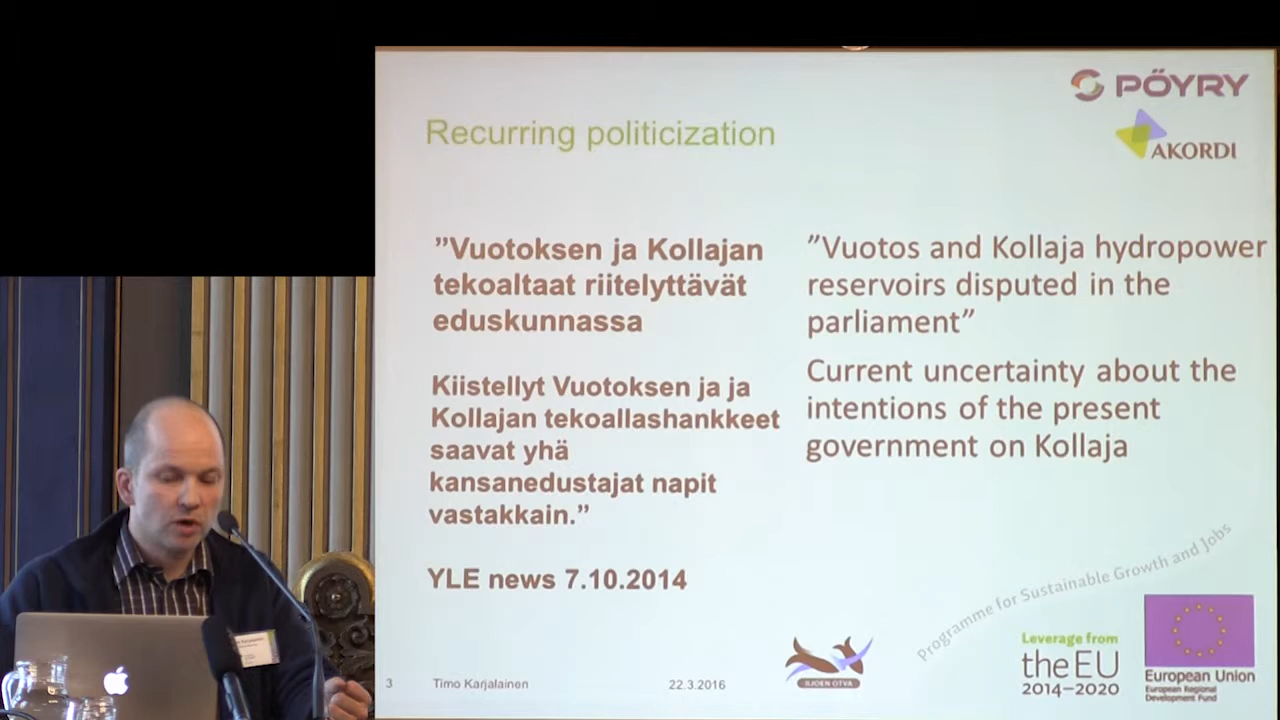 PÖYRY
AKORDI
Recurring politicization
”Vuotoksen ja Kollajan
tekoaltaat riitelyttävät
eduskunnassa
Kiistellyt Vuotoksen ja ja
Kollajan tekoallashankkeet
saavat yhä
kansanedustajat napit
vastakkain.”
YLE news 7.10.2014
”Vuotos and Kollaja hydropower
reservoirs disputed in the
parliament”
Current uncertainty about the
intentions of the present
government on Kollaja
Programme for Sustainable Growth and Jobs
IIJOEN OTVA
Leverage from
the EU
2014–2020
European Union
European Regional
Development Fund
3
Timo Karjalainen
22.3.2016